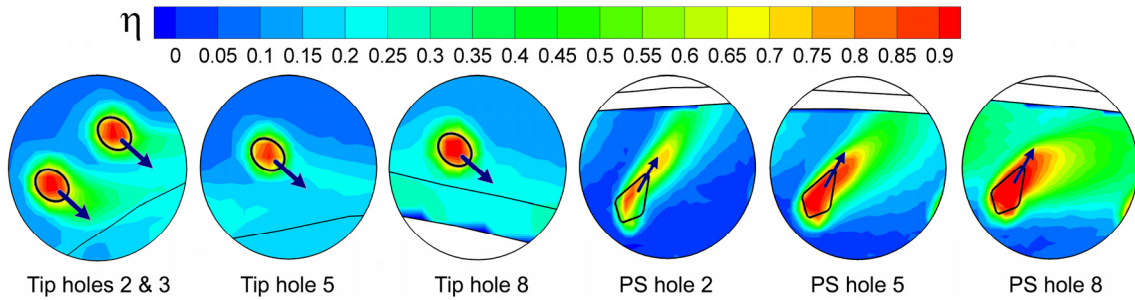 η
0 0.05 0.1 0.15 0.2 0.25 0.3 0.35 0.4 0.45 0.5 0.55 0.6 0.65 0.7 0.75 0.8 0.85 0.9
Tip holes 2 & 3 Tip hole 5 Tip hole 8 PS hole 2 PS hole 5 PS hole 8